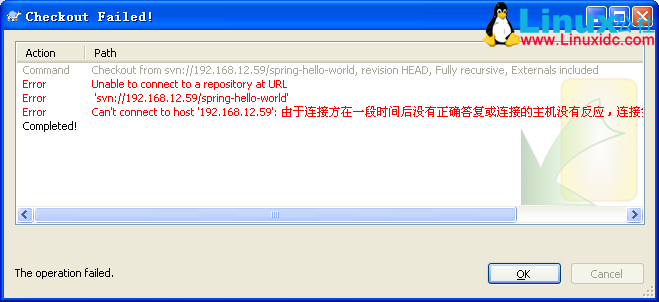 Checkout Failed!
Linux
www.Linuxidc.com
Action Path
Command Checkout from svn://192.168.12.59/spring-hello-world, revision HEAD, Fully recursive, Externals included
Error Unable to connect to a repository at URL
Error 'svn://192.168.12.59/spring-hello-world'
Error Can't connect to host '192.168.12.59': 由于连接方在一段时间后没有正确答复或连接的主机没有反应，连接
Completed!
The operation failed.
OK Cancel